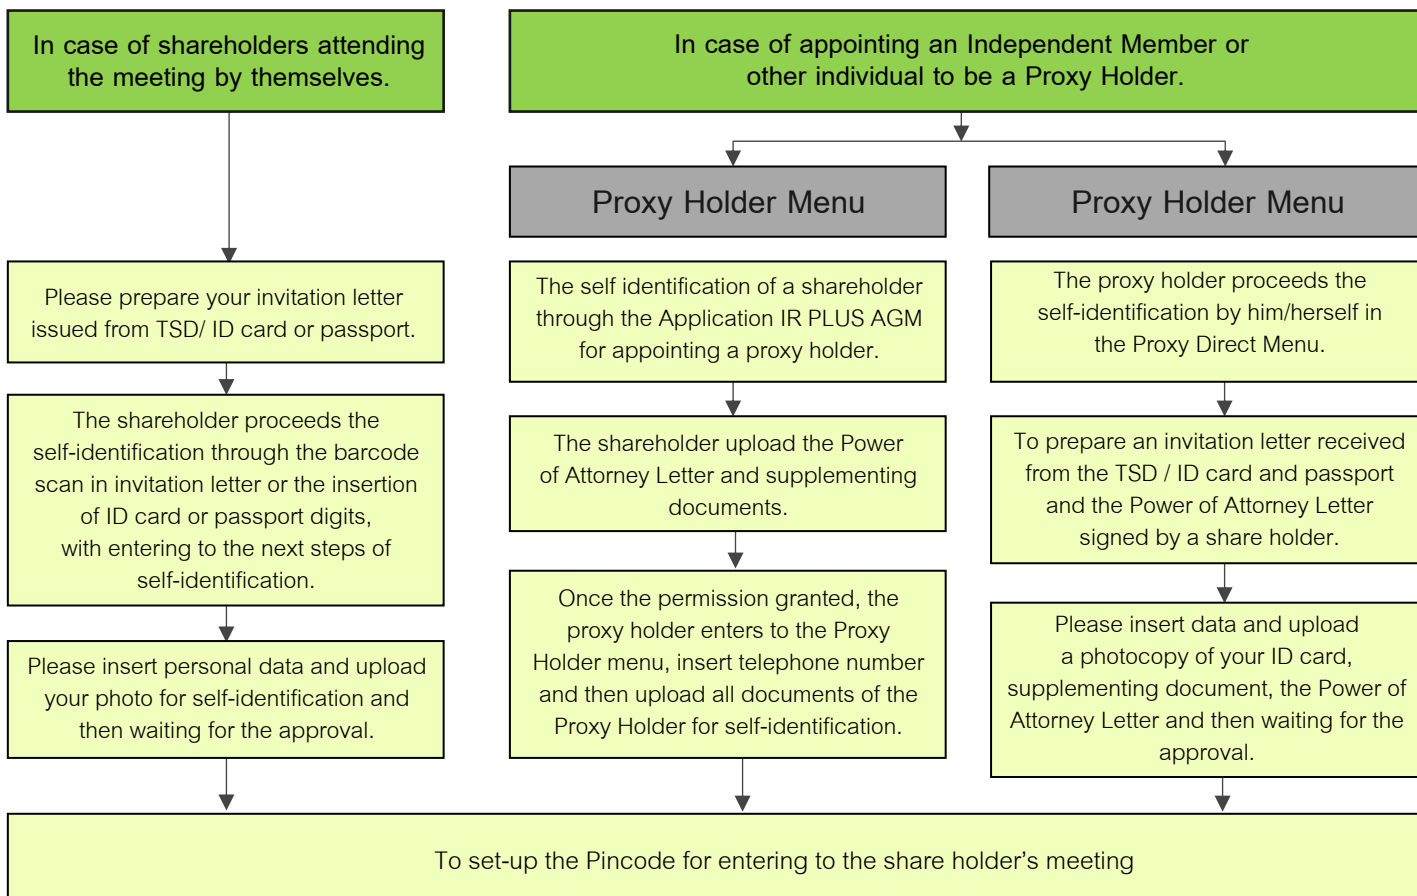 In case of shareholders attending
the meeting by themselves.
In case of appointing an Independent Member or
other individual to be a Proxy Holder.
Proxy Holder Menu
Proxy Holder Menu
Please prepare your invitation letter
issued from TSD/ ID card or passport.
The shareholder proceeds the
self-identification through the barcode
scan in invitation letter or the insertion
of ID card or passport digits,
with entering to the next steps of
self-identification.
Please insert personal data and upload
your photo for self-identification and
then waiting for the approval.
The self identification of a shareholder
through the Application IR PLUS AGM
for appointing a proxy holder.
The shareholder upload the Power
of Attorney Letter and supplementing
documents.
Once the permission granted, the
proxy holder enters to the Proxy
Holder menu, insert telephone number
and then upload all documents of the
Proxy Holder for self-identification.
The proxy holder proceeds the
self-identification by him/herself in
the Proxy Direct Menu.
To prepare an invitation letter received
from the TSD / ID card and passport
and the Power of Attorney Letter
signed by a share holder.
Please insert data and upload
a photocopy of your ID card,
supplementing document, the Power of
Attorney Letter and then waiting for the
approval.
To set-up the Pincode for entering to the share holder's meeting